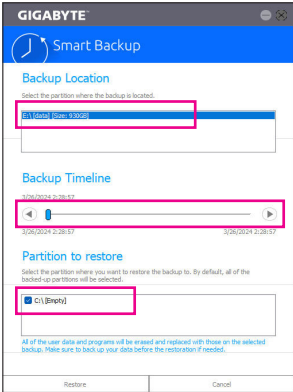 GIGABYTE™
Smart Backup
Backup Location
Select the partition where the backup is located.
E:\ [data] [Size: 930GB]
Backup Timeline
3/26/2024 2:28:57
3/26/2024 2:28:57 3/26/2024 2:28:57
Partition to restore
Select the partition where you want to restore the backup to. By default, all of the
backed-up partitions will be selected.
C:\ [Empty]
All of the user data and programs will be erased and replaced with those on the selected
backup. Make sure to back up your data before the restoration if needed.
Restore Cancel